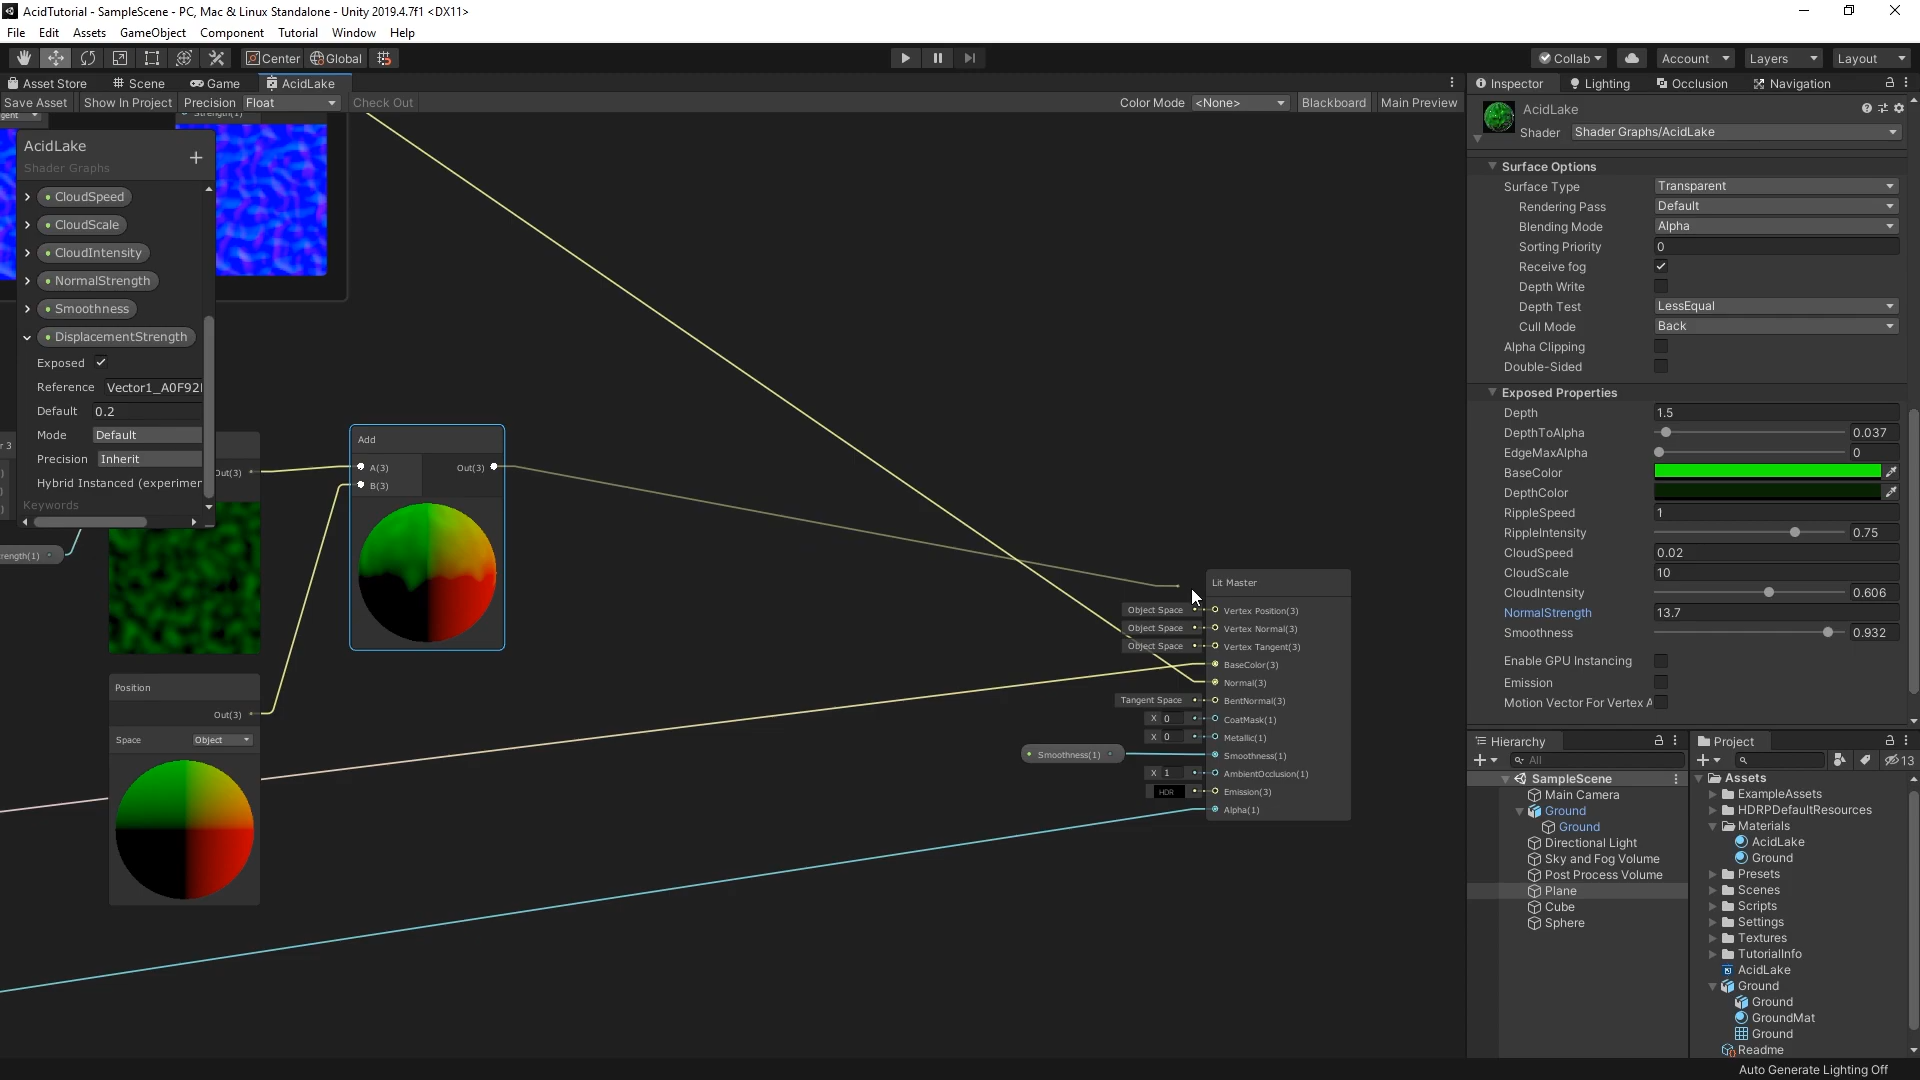 AcidTutorial - SampleScene - PC, Mac & Linux Standalone - Unity 2019.4.7f1 <DX11>
File Edit Assets GameObject Component Tutorial Window Help
Center Global Collab Account Layers Layout
Asset Store Scene Game AcidLake
Save Asset Show In Project Precision Float Check Out Color Mode <None> Blackboard Main Preview
AcidLake
Shader Graphs
CloudSpeed
CloudScale
CloudIntensity
NormalStrength
Smoothness
DisplacementStrength
Exposed
Reference Vector1_A0F92
Default 0.2
Mode Default
Precision Inherit
Hybrid Instanced (experimer
Keywords
rength(1)
Out(3)
Add
A(3) Out(3)
B(3)
Position
Out(3)
Space Object
Lit Master
Object Space Vertex Position(3)
Object Space Vertex Normal(3)
Object Space Vertex Tangent(3)
BaseColor(3)
Normal(3)
Tangent Space BentNormal(3)
X 0 CoatMask(1)
X 0 Metallic(1)
Smoothness(1) Smoothness(1)
X 1 AmbientOcclusion(1)
HDR Emission(3)
Alpha(1)
Inspector Lighting Occlusion Navigation
AcidLake
Shader Shader Graphs/AcidLake
Surface Options
Surface Type Transparent
Rendering Pass Default
Blending Mode Alpha
Sorting Priority 0
Receive fog
Depth Write
Depth Test LessEqual
Cull Mode Back
Alpha Clipping
Double-Sided
Exposed Properties
Depth 1.5
DepthToAlpha 0.037
EdgeMaxAlpha 0
BaseColor
DepthColor
RippleSpeed 1
RippleIntensity 0.75
CloudSpeed 0.02
CloudScale 10
CloudIntensity 0.606
NormalStrength 13.7
Smoothness 0.932
Enable GPU Instancing
Emission
Motion Vector For Vertex A
Hierarchy
All
SampleScene
Main Camera
Ground
Ground
Directional Light
Sky and Fog Volume
Post Process Volume
Plane
Cube
Sphere
Project
13
Assets
ExampleAssets
HDRPDefaultResources
Materials
AcidLake
Ground
Presets
Scenes
Scripts
Settings
Textures
TutorialInfo
AcidLake
Ground
Ground
GroundMat
Ground
Readme
Auto Generate Lighting Off